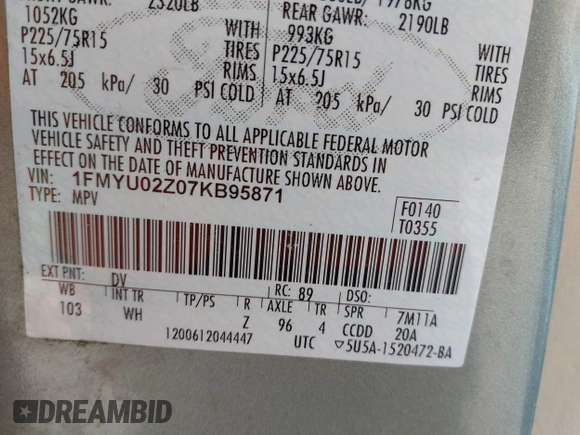 2320LB
1052KG
P225/75R15
15x6.5J
AT 205 kPa/ 30 PSI COLD
WITH
TIRES
RIMS
REAR GAWR: 2190LB
993KG
P225/75R15
15x6.5J
AT 205 kPa/ 30 PSI COLD
WITH
TIRES
RIMS
THIS VEHICLE CONFORMS TO ALL APPLICABLE FEDERAL MOTOR
VEHICLE SAFETY AND THEFT PREVENTION STANDARDS IN
EFFECT ON THE DATE OF MANUFACTURE SHOWN ABOVE.
VIN: 1FMYU02Z07KB95871
TYPE: MPV
F0140
T0355
EXT PNT: DV RC: 89 DSO:
WB INT TR TP/PS R AXLE TR SPR 7M11A
103 WH Z 96 4 CCDD 20A
1200612044447 UTC ▽5U5A-1520472-BA
DREAMBID